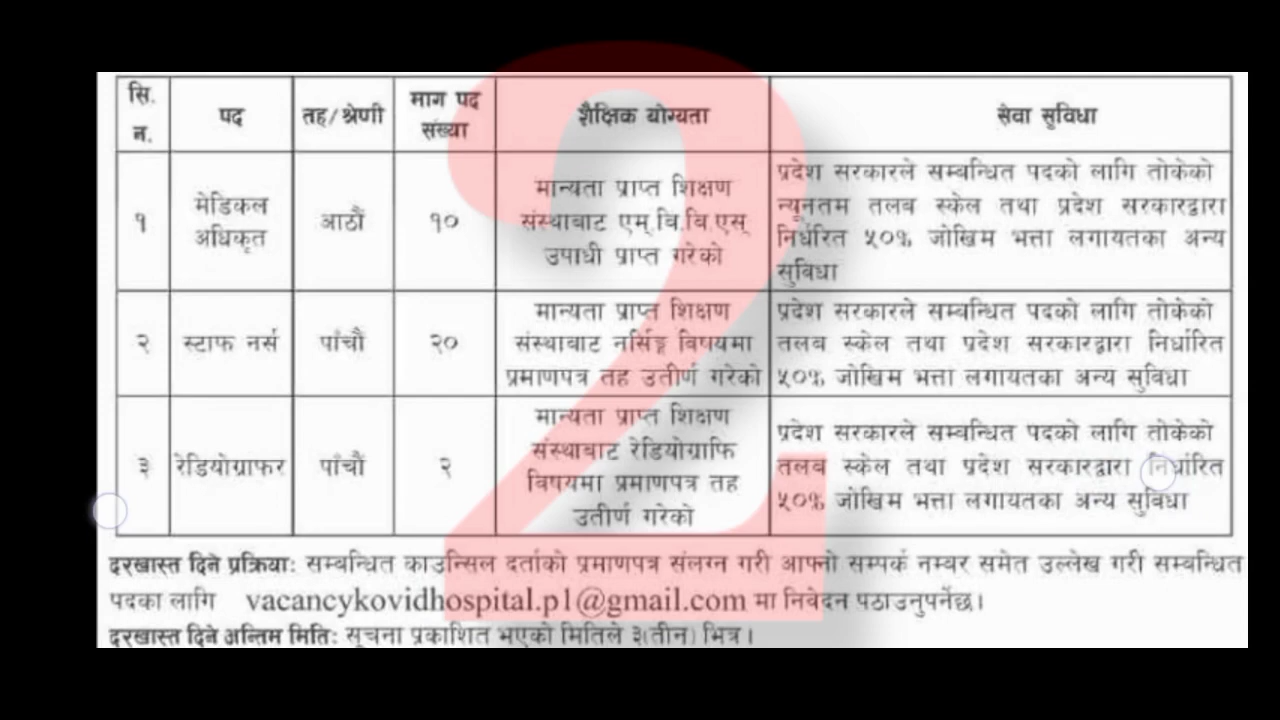 सि.न. पद तह/श्रेणी माग पद संख्या शैक्षिक योग्यता सेवा सुविधा
१ मेडिकल अधिकृत आठौं १० मान्यता प्राप्त शिक्षण संस्थाबाट एम्.बि.बि.एस् उपाधी प्राप्त गरेको प्रदेश सरकारले सम्बन्धित पदको लागि तोकेको न्यूनतम तलब स्केल तथा प्रदेश सरकारद्वारा निर्धारित ५०% जोखिम भत्ता लगायतका अन्य सुविधा
२ स्टाफ नर्स पाँचौं २० मान्यता प्राप्त शिक्षण संस्थाबाट नर्सिङ्ग विषयमा प्रमाणपत्र तह उतीर्ण गरेको प्रदेश सरकारले सम्बन्धित पदको लागि तोकेको तलब स्केल तथा प्रदेश सरकारद्वारा निर्धारित ५०% जोखिम भत्ता लगायतका अन्य सुविधा
३ रेडियोग्राफर पाँचौं २ मान्यता प्राप्त शिक्षण संस्थाबाट रेडियोग्राफि विषयमा प्रमाणपत्र तह उतीर्ण गरेको प्रदेश सरकारले सम्बन्धित पदको लागि तोकेको तलब स्केल तथा प्रदेश सरकारद्वारा निर्धारित ५०% जोखिम भत्ता लगायतका अन्य सुविधा
दरखास्त दिने प्रक्रियाः सम्बन्धित काउन्सिल दर्ताको प्रमाणपत्र संलग्न गरी आफ्नो सम्पर्क नम्बर समेत उल्लेख गरी सम्बन्धित
पदका लागि vacancykovidhospital.p1@gmail.com मा निवेदन पठाउनुपर्नेछ।
दरखास्त दिने अन्तिम मितिः सूचना प्रकाशित भएको मितिले ३(तीन) भित्र।
2